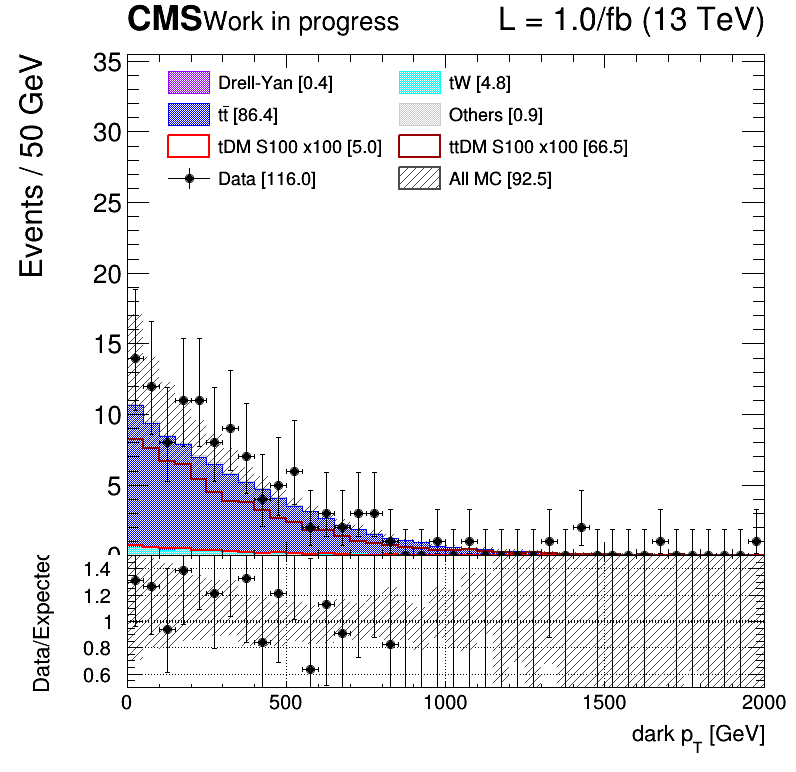 CMS Work in progress L = 1.0/fb (13 TeV)
Events / 50 GeV
35
30
25
20
15
10
5
0
Drell-Yan [0.4] tW [4.8]
tt̄ [86.4] Others [0.9]
tDM S100 x100 [5.0] ttDM S100 x100 [66.5]
Data [116.0] All MC [92.5]
Data/Expected
1.4
1.2
1
0.8
0.6
0 500 1000 1500 2000
dark p_T [GeV]